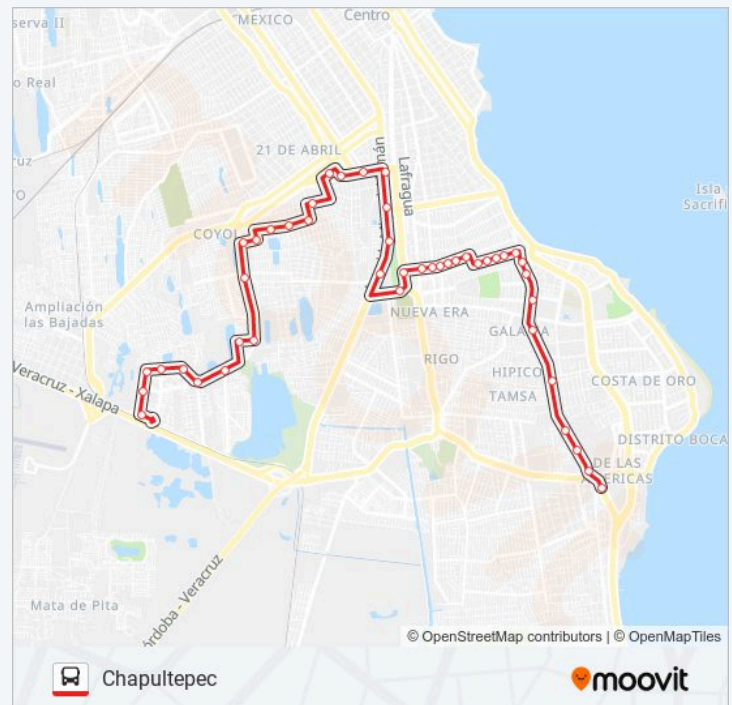 serva II
MEXICO
Centro
o Real
21 DE ABRIL
Lafragua
Isla
Sacrifi
COYOL
Ampliación
las Bajadas
NUEVA ERA
GALAXIA
Veracruz - Xalapa
RIGO
HIPICO
COSTA DE ORO
TAMSA
DISTRITO BOCA
DE LAS
AMERICAS
Mata de Pita
órdoba - Veracruz
© OpenStreetMap contributors | © OpenMapTiles
Chapultepec
moovit